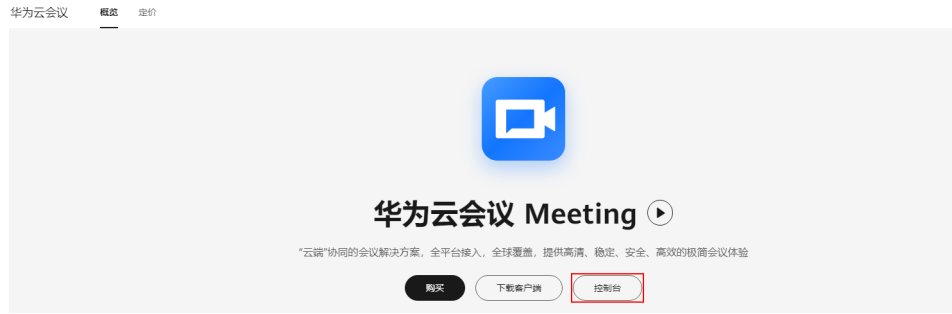 华为云会议 概览 定价
华为云会议 Meeting
“云端”协同的会议解决方案，全平台接入，全球覆盖，提供高清、稳定、安全、高效的极简会议体验
购买 下载客户端 控制台